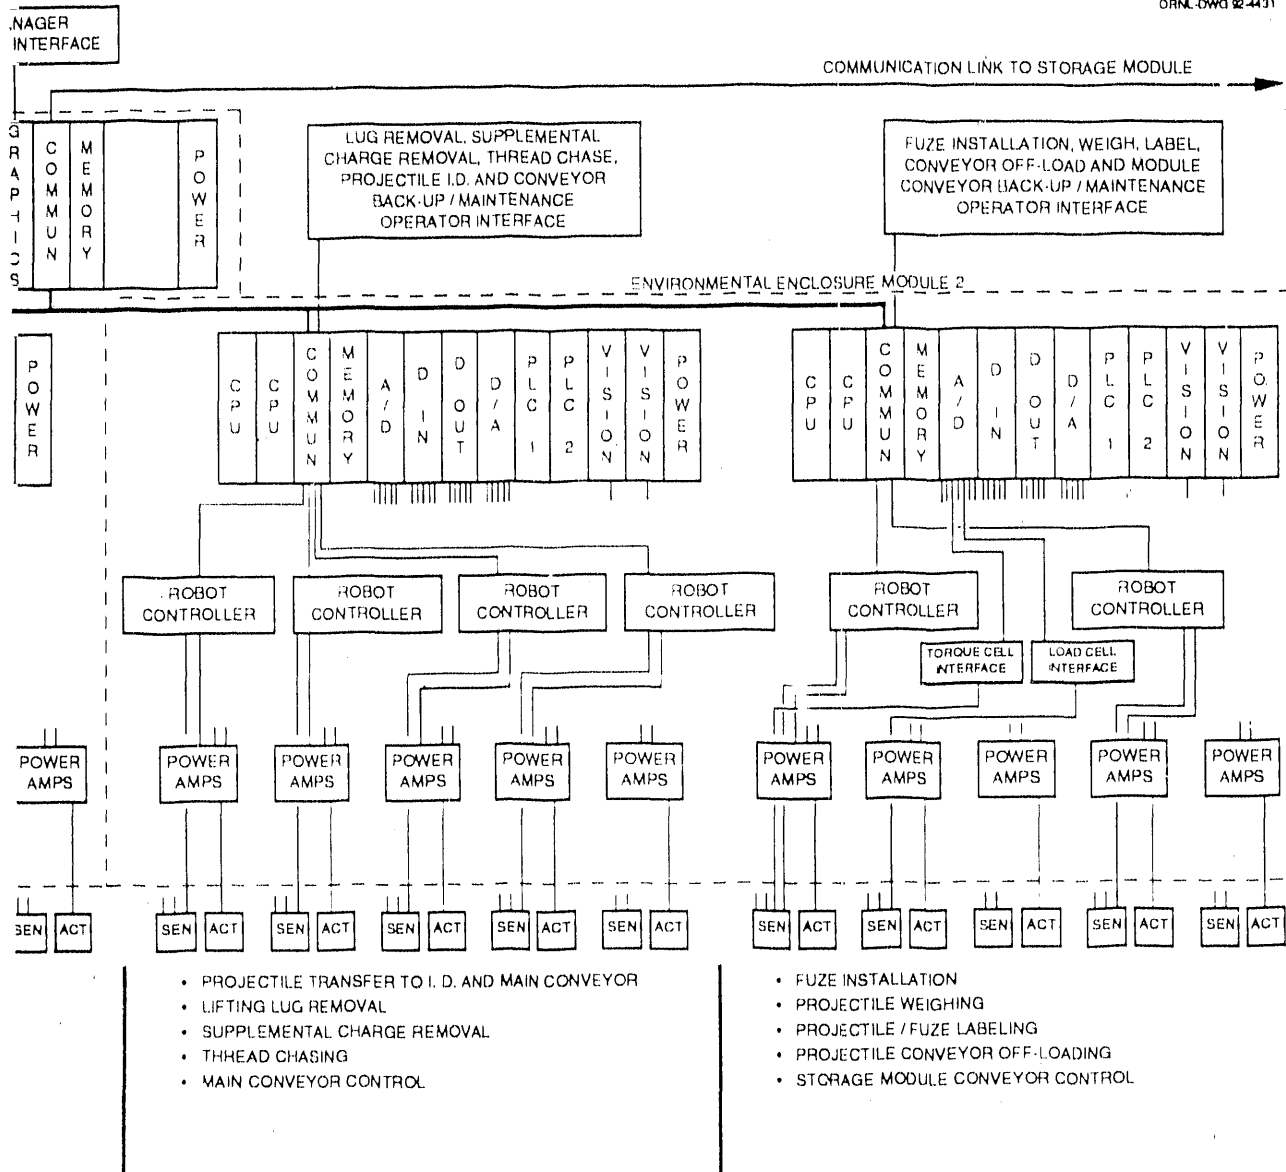 ORNL-DWG 92-4431
NAGER
INTERFACE
COMMUNICATION LINK TO STORAGE MODULE
GRAPHICS
COMMUN
MEMORY
POWER
LUG REMOVAL, SUPPLEMENTAL
CHARGE REMOVAL, THREAD CHASE,
PROJECTILE I.D. AND CONVEYOR
BACK-UP / MAINTENANCE
OPERATOR INTERFACE
FUZE INSTALLATION, WEIGH, LABEL,
CONVEYOR OFF-LOAD AND MODULE
CONVEYOR BACK-UP / MAINTENANCE
OPERATOR INTERFACE
ENVIRONMENTAL ENCLOSURE MODULE 2
POWER
CPU
CPU
COMMUN
MEMORY
A/D
D IN
D OUT
D/A
PLC 1
PLC 2
VISION
VISION
POWER
CPU
CPU
COMMUN
MEMORY
A/D
D IN
D OUT
D/A
PLC 1
PLC 2
VISION
VISION
POWER
ROBOT
CONTROLLER
ROBOT
CONTROLLER
ROBOT
CONTROLLER
ROBOT
CONTROLLER
ROBOT
CONTROLLER
ROBOT
CONTROLLER
TORQUE CELL
INTERFACE
LOAD CELL
INTERFACE
POWER
AMPS
POWER
AMPS
POWER
AMPS
POWER
AMPS
POWER
AMPS
POWER
AMPS
POWER
AMPS
POWER
AMPS
POWER
AMPS
POWER
AMPS
POWER
AMPS
SEN ACT
SEN ACT
SEN ACT
SEN ACT
SEN ACT
SEN ACT
SEN ACT
SEN ACT
SEN ACT
SEN ACT
SEN ACT
• PROJECTILE TRANSFER TO I. D. AND MAIN CONVEYOR
• LIFTING LUG REMOVAL
• SUPPLEMENTAL CHARGE REMOVAL
• THREAD CHASING
• MAIN CONVEYOR CONTROL
• FUZE INSTALLATION
• PROJECTILE WEIGHING
• PROJECTILE / FUZE LABELING
• PROJECTILE CONVEYOR OFF-LOADING
• STORAGE MODULE CONVEYOR CONTROL